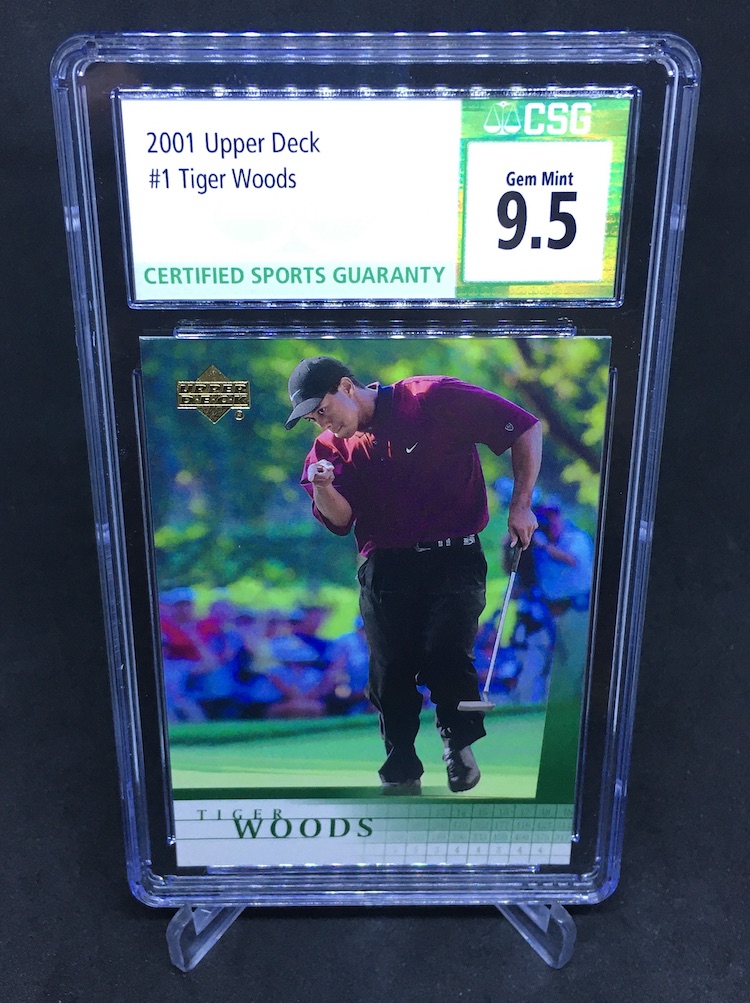 2001 Upper Deck
#1 Tiger Woods
CERTIFIED SPORTS GUARANTY
CSG
Gem Mint
9.5
UPPER
DECK
TIGER
WOODS